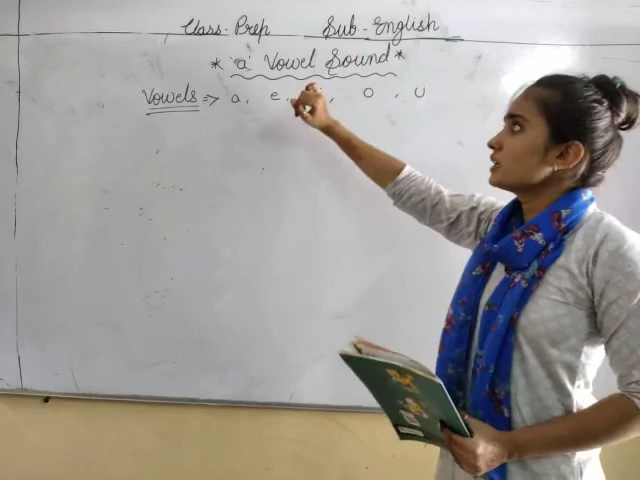 Class- Prep Sub- English
* 'a' Vowel Sound *
Vowels => a, e, , o , u